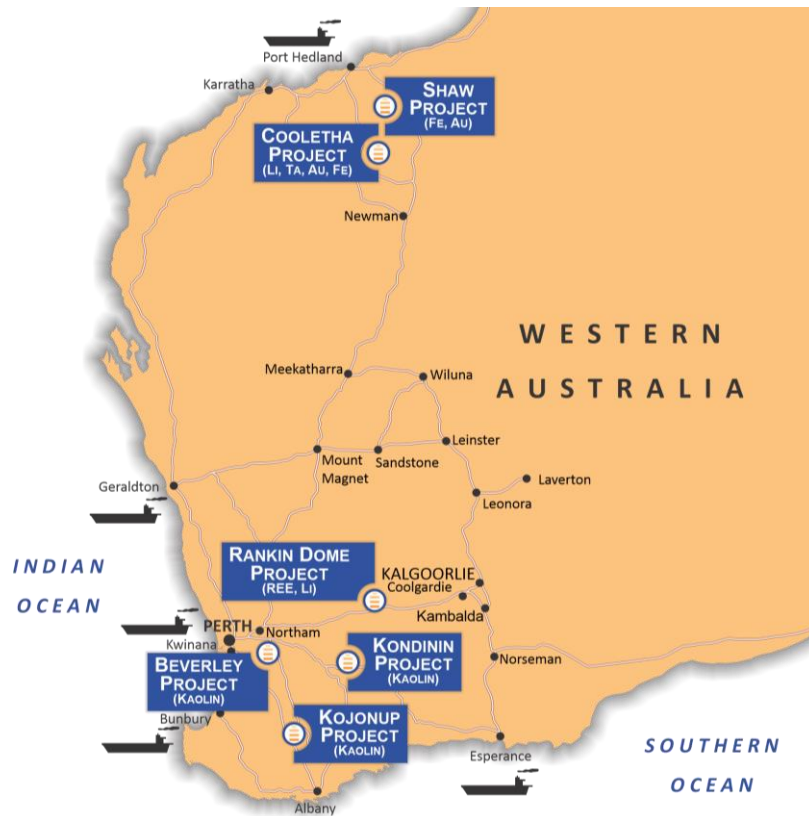 Port Hedland
Karratha
SHAW
PROJECT
(FE, AU)
COOLETHA
PROJECT
(LI, TA, AU, FE)
Newman
WESTERN
AUSTRALIA
Meekatharra
Wiluna
Leinster
Mount
Magnet
Sandstone
Laverton
Leonora
Geraldton
INDIAN
OCEAN
RANKIN DOME
PROJECT
(REE, LI)
KALGOORLIE
Coolgardie
Kambalda
PERTH
Northam
Kwinana
BEVERLEY
PROJECT
(KAOLIN)
KONDININ
PROJECT
(KAOLIN)
Norseman
Bunbury
KOJONUP
PROJECT
(KAOLIN)
Esperance
SOUTHERN
OCEAN
Albany